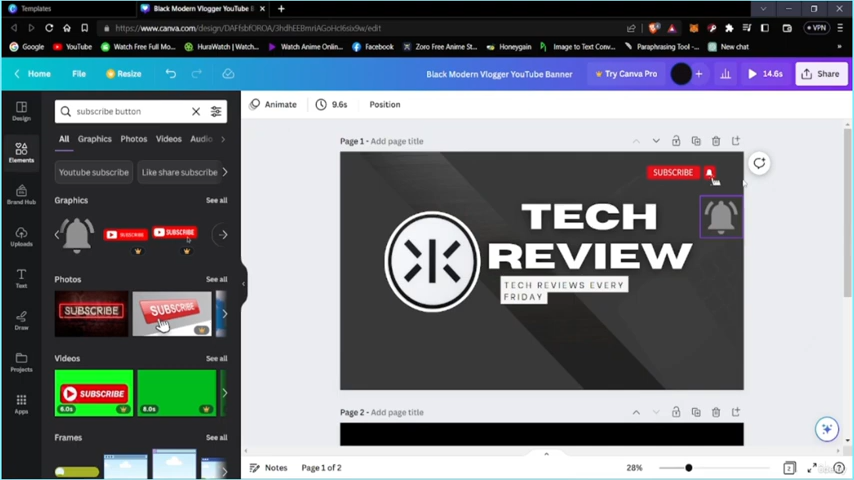 Templates
Black Modern Vlogger YouTube B
https://www.canva.com/design/
/edit
VPN
Google
YouTube
Watch Free Full Mo...
HuraWatch | Watch
Watch Anime Online...
Facebook
Zoro Free Anime St...
Honeygain
Image to Text Conv...
Paraphrasing Tool -...
New chat
Home
File
Resize
Black Modern Vlogger YouTube Banner
Try Canva Pro
14.6s
Share
Design
Elements
Brand Hub
Uploads
Text
Draw
Projects
Apps
subscribe button
All
Graphics
Photos
Videos
Audio
Youtube subscribe
Like share subscribe
Graphics
See all
SUBSCRIBE
SUBSCRIBE
Photos
See all
SUBSCRIBE
SUBSCRIBE
Videos
See all
SUBSCRIBE
6.0s
8.0s
Frames
See all
Animate
9.6s
Position
Page 1 - Add page title
SUBSCRIBE
TECH
REVIEW
TECH REVIEWS EVERY
FRIDAY
Page 2 - Add page title
Notes
Page 1 of 2
28%
2